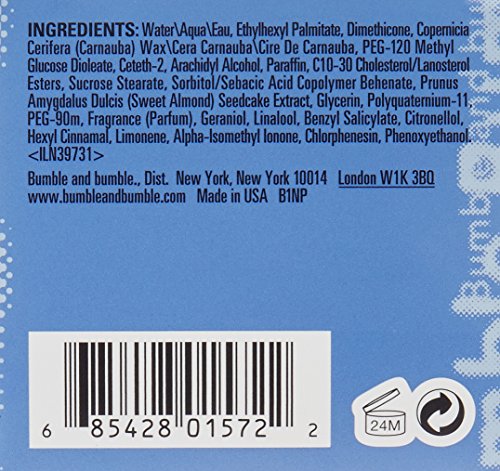 INGREDIENTS: Water\Aqua\Eau, Ethylhexyl Palmitate, Dimethicone, Copernicia
Cerifera (Carnauba) Wax\Cera Carnauba\Cire De Carnauba, PEG-120 Methyl
Glucose Dioleate, Ceteth-2, Arachidyl Alcohol, Paraffin, C10-30 Cholesterol/Lanosterol
Esters, Sucrose Stearate, Sorbitol/Sebacic Acid Copolymer Behenate, Prunus
Amygdalus Dulcis (Sweet Almond) Seedcake Extract, Glycerin, Polyquaternium-11,
PEG-90m, Fragrance (Parfum), Geraniol, Linalool, Benzyl Salicylate, Citronellol,
Hexyl Cinnamal, Limonene, Alpha-Isomethyl Ionone, Chlorphenesin, Phenoxyethanol.
<ILN39731>
Bumble and bumble., Dist. New York, New York 10014 London W1K 3BQ
www.bumbleandbumble.com Made in USA B1NP
6 85428 01572 2
24M